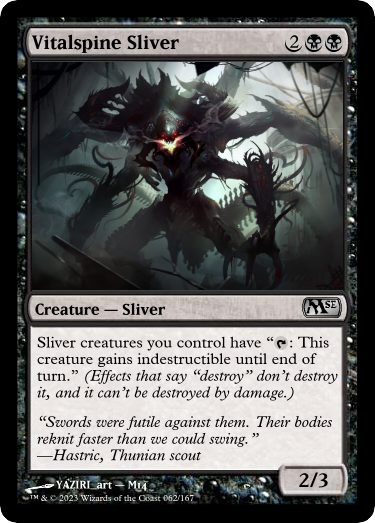 Vitalspine Sliver 2
Creature — Sliver
MSE
Sliver creatures you control have “: This
creature gains indestructible until end of
turn.” (Effects that say “destroy” don’t destroy
it, and it can’t be destroyed by damage.)
“Swords were futile against them. Their bodies
reknit faster than we could swing.”
—Hastric, Thunian scout
YAZIRI_art — M14
™ & © 2023 Wizards of the Coast 062/167
2/3